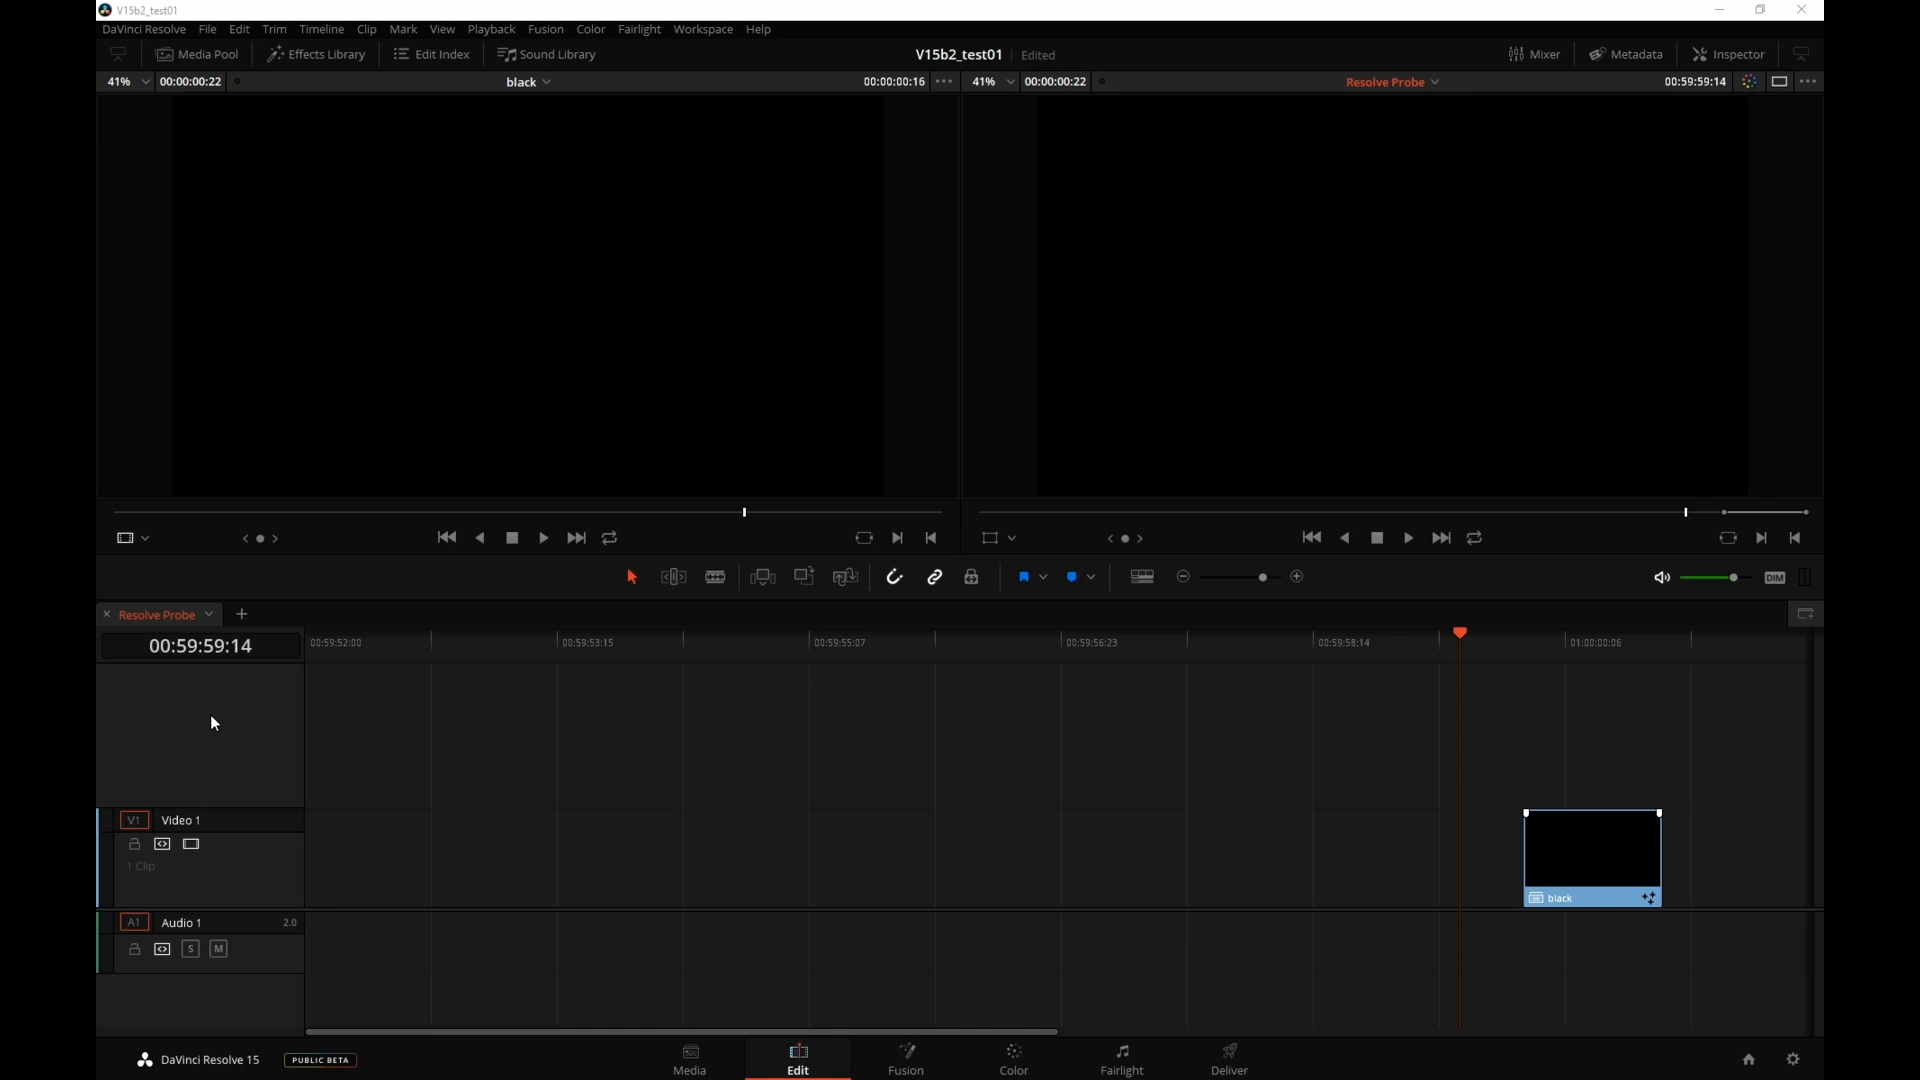 V15b2_test01
DaVinci Resolve File Edit Trim Timeline Clip Mark View Playback Fusion Color Fairlight Workspace Help
Media Pool Effects Library Edit Index Sound Library V15b2_test01 Edited Mixer Metadata Inspector
41% 00:00:00:22 black 00:00:00:16 41% 00:00:00:22 Resolve Probe 00:59:59:14
DIM
Resolve Probe
00:59:59:14 00:59:52:00 00:59:53:15 00:59:55:07 00:59:56:23 00:59:58:14 01:00:00:06
V1 Video 1
1 Clip
black
A1 Audio 1 2.0
S M
DaVinci Resolve 15 PUBLIC BETA Media Edit Fusion Color Fairlight Deliver